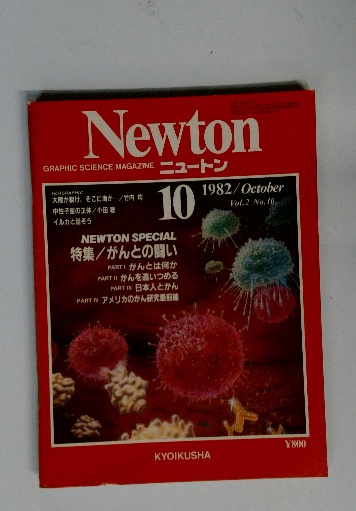 Newton
GRAPHIC SCIENCE MAGAZINE ニュートン
GEOGRAPHIC
大陸が裂け、そこに海が…/竹内 均
中性子星の正体/小田 稔
イルカと話そう
10
1982/October
Vol.2 No.10
NEWTON SPECIAL
特集/がんとの闘い
PART I がんとは何か
PART II がんを追いつめる
PART III 日本人とがん
PART IV アメリカのがん研究最前線
¥800
KYOIKUSHA